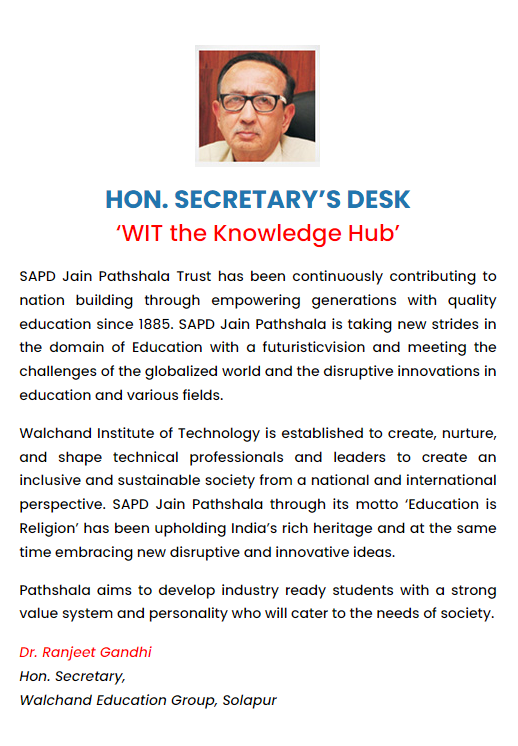 HON. SECRETARY’S DESK
‘WIT the Knowledge Hub’
SAPD Jain Pathshala Trust has been continuously contributing to
nation building through empowering generations with quality
education since 1885. SAPD Jain Pathshala is taking new strides in
the domain of Education with a futuristicvision and meeting the
challenges of the globalized world and the disruptive innovations in
education and various fields.
Walchand Institute of Technology is established to create, nurture,
and shape technical professionals and leaders to create an
inclusive and sustainable society from a national and international
perspective. SAPD Jain Pathshala through its motto ‘Education is
Religion’ has been upholding India’s rich heritage and at the same
time embracing new disruptive and innovative ideas.
Pathshala aims to develop industry ready students with a strong
value system and personality who will cater to the needs of society.
Dr. Ranjeet Gandhi
Hon. Secretary,
Walchand Education Group, Solapur